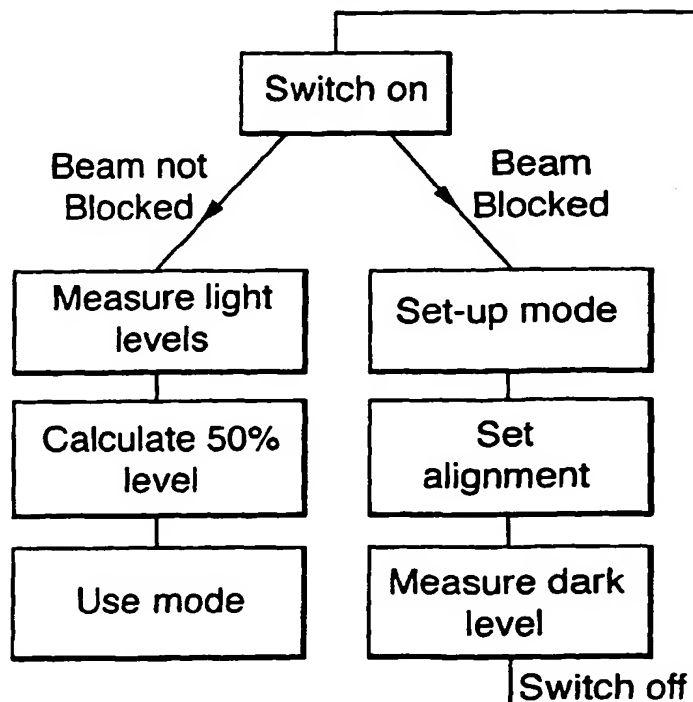 Switch on
Beam not
Blocked
Beam
Blocked
Measure light
levels
Set-up mode
Calculate 50%
level
Set
alignment
Use mode
Measure dark
level
Switch off